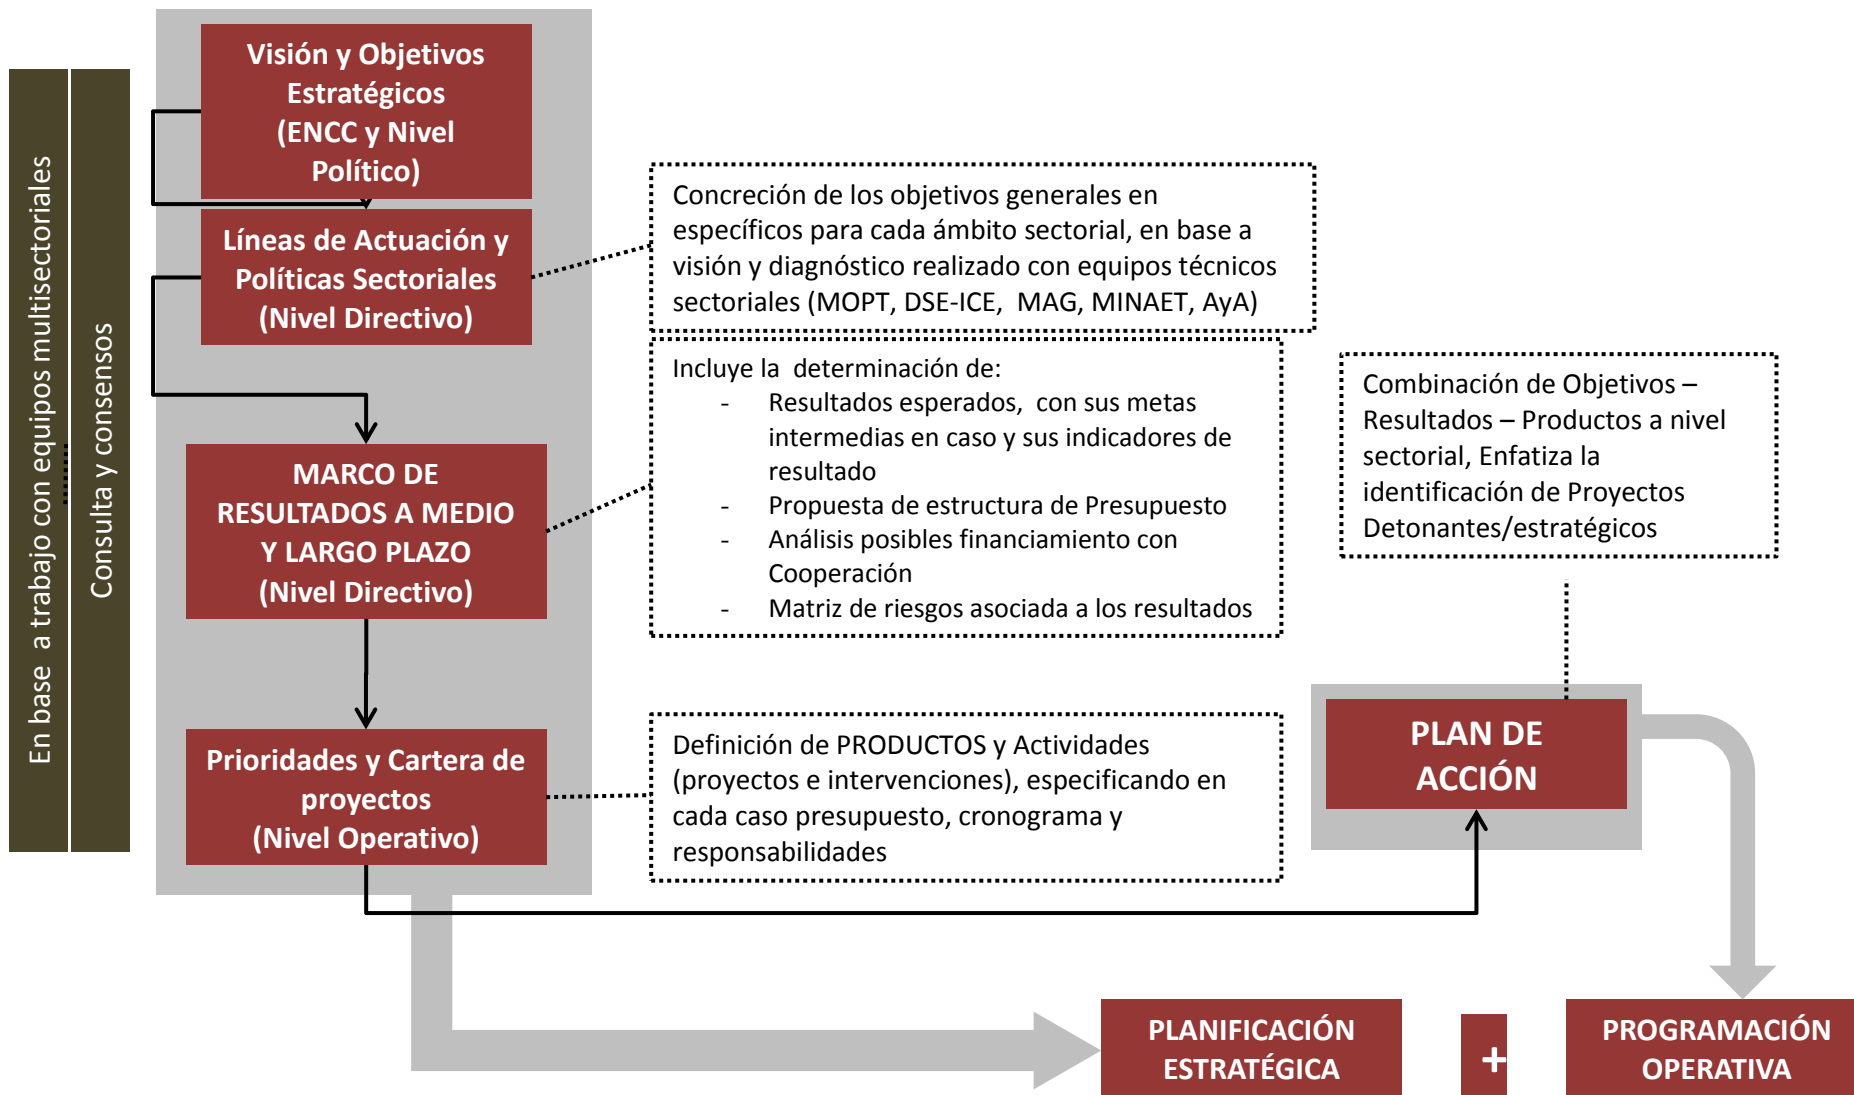 En base  a trabajo con equipos multisectoriales
Consulta y consensos
Visión y Objetivos
Estratégicos
(ENCC y Nivel
Político)
Líneas de Actuación y
Políticas Sectoriales
(Nivel Directivo)
Concreción de los objetivos generales en
específicos para cada ámbito sectorial, en base a
visión y diagnóstico realizado con equipos técnicos
sectoriales (MOPT, DSE-ICE,  MAG, MINAET, AyA)
MARCO DE
RESULTADOS A MEDIO
Y LARGO PLAZO
(Nivel Directivo)
Incluye la  determinación de:
- Resultados esperados,  con sus metas
intermedias en caso y sus indicadores de
resultado
- Propuesta de estructura de Presupuesto
- Análisis posibles financiamiento con
Cooperación
- Matriz de riesgos asociada a los resultados
Prioridades y Cartera de
proyectos
(Nivel Operativo)
Definición de PRODUCTOS y Actividades
(proyectos e intervenciones), especificando en
cada caso presupuesto, cronograma y
responsabilidades
Combinación de Objetivos –
Resultados – Productos a nivel
sectorial, Enfatiza la
identificación de Proyectos
Detonantes/estratégicos
PLAN DE
ACCIÓN
PLANIFICACIÓN
ESTRATÉGICA
+
PROGRAMACIÓN
OPERATIVA